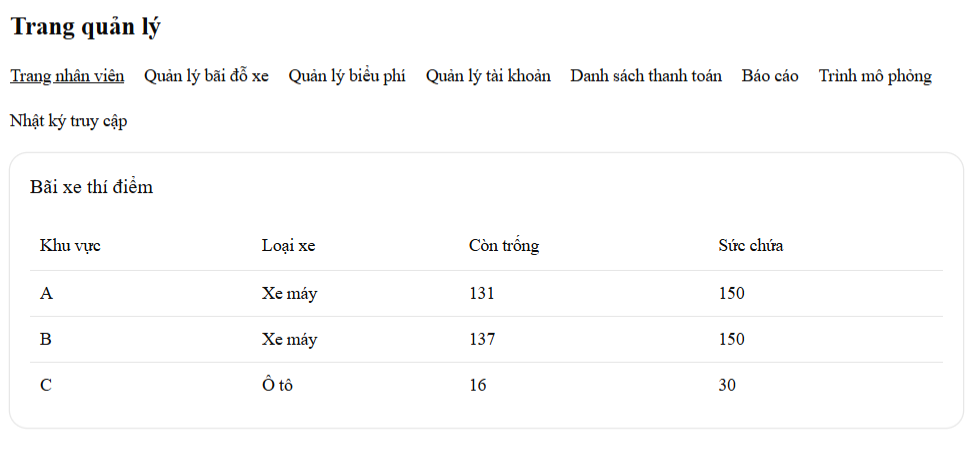 Trang quản lý
Trang nhân viên Quản lý bãi đỗ xe Quản lý biểu phí Quản lý tài khoản Danh sách thanh toán Báo cáo Trình mô phỏng
Nhật ký truy cập
Bãi xe thí điểm
Khu vực Loại xe Còn trống Sức chứa
A Xe máy 131 150
B Xe máy 137 150
C Ô tô 16 30